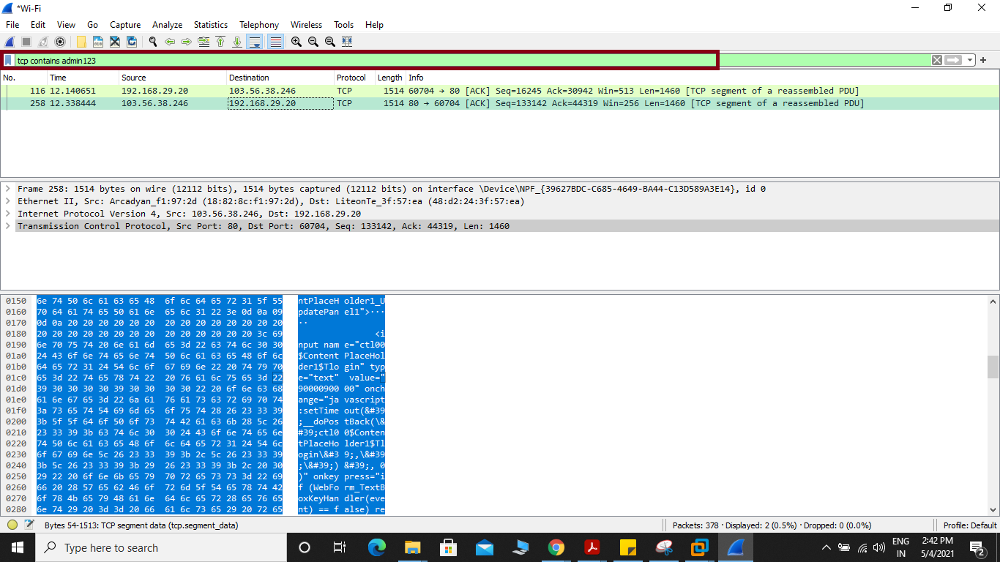 *Wi-Fi
File Edit View Go Capture Analyze Statistics Telephony Wireless Tools Help
tcp contains admin123
No. Time Source Destination Protocol Length Info
116 12.140651 192.168.29.20 103.56.38.246 TCP 1514 60704 → 80 [ACK] Seq=16245 Ack=30942 Win=513 Len=1460 [TCP segment of a reassembled PDU]
258 12.338444 103.56.38.246 192.168.29.20 TCP 1514 80 → 60704 [ACK] Seq=133142 Ack=44319 Win=256 Len=1460 [TCP segment of a reassembled PDU]
Frame 258: 1514 bytes on wire (12112 bits), 1514 bytes captured (12112 bits) on interface \Device\NPF_{39627BDC-C685-4649-BA44-C13D589A3E14}, id 0
Ethernet II, Src: Arcadyan_f1:97:2d (18:82:8c:f1:97:2d), Dst: LiteonTe_3f:57:ea (48:d2:24:3f:57:ea)
Internet Protocol Version 4, Src: 103.56.38.246, Dst: 192.168.29.20
Transmission Control Protocol, Src Port: 80, Dst Port: 60704, Seq: 133142, Ack: 44319, Len: 1460
0150 6e 74 50 6c 61 63 65 48 6f 6c 64 65 72 31 5f 55 ntPlaceH older1_U
0160 70 64 61 74 65 50 61 6e 65 6c 31 22 3e 0d 0a 09 pdatePan el1">···
0170 0d 0a 20 20 20 20 20 20 20 20 20 20 20 20 20 20 ··
0180 20 20 20 20 20 20 20 20 20 20 20 20 20 20 3c 69 <i
0190 6e 70 75 74 20 6e 61 6d 65 3d 22 63 74 6c 30 30 nput nam e="ctl00
01a0 24 43 6f 6e 74 65 6e 74 50 6c 61 63 65 48 6f 6c $Content PlaceHol
01b0 64 65 72 31 24 54 6c 6f 67 69 6e 22 20 74 79 70 der1$Tlo gin" typ
01c0 65 3d 22 74 65 78 74 22 20 76 61 6c 75 65 3d 22 e="text" value="
01d0 39 30 30 30 30 39 30 30 30 30 22 20 6f 6e 63 68 90000900 00" onch
01e0 61 6e 67 65 3d 22 6a 61 76 61 73 63 72 69 70 74 ange="ja vascript
01f0 3a 73 65 74 54 69 6d 65 6f 75 74 28 26 23 33 39 :setTime out(&#39
0200 3b 5f 5f 64 6f 50 6f 73 74 42 61 63 6b 28 5c 26 ;__doPos tBack(\&
0210 23 33 39 3b 63 74 6c 30 30 24 43 6f 6e 74 65 6e #39;ctl0 0$Conten
0220 74 50 6c 61 63 65 48 6f 6c 64 65 72 31 24 54 6c tPlaceHo lder1$Tl
0230 6f 67 69 6e 5c 26 23 33 39 3b 2c 5c 26 23 33 39 ogin\&#3 9;,\&#39
0240 3b 5c 26 23 33 39 3b 29 26 23 33 39 3b 2c 20 30 ;\&#39;) &#39;, 0
0250 29 22 20 6f 6e 6b 65 79 70 72 65 73 73 3d 22 69 )" onkey press="i
0260 66 20 28 57 65 62 46 6f 72 6d 5f 54 65 78 74 42 f (WebFo rm_TextB
0270 6f 78 4b 65 79 48 61 6e 64 6c 65 72 28 65 76 65 oxKeyHan dler(eve
0280 6e 74 29 20 3d 3d 20 66 61 6c 73 65 29 20 72 65 nt) == f alse) re
Bytes 54-1513: TCP segment data (tcp.segment_data) Packets: 378 · Displayed: 2 (0.5%) · Dropped: 0 (0.0%) Profile: Default
Type here to search ENG IN 2:42 PM 5/4/2021 2